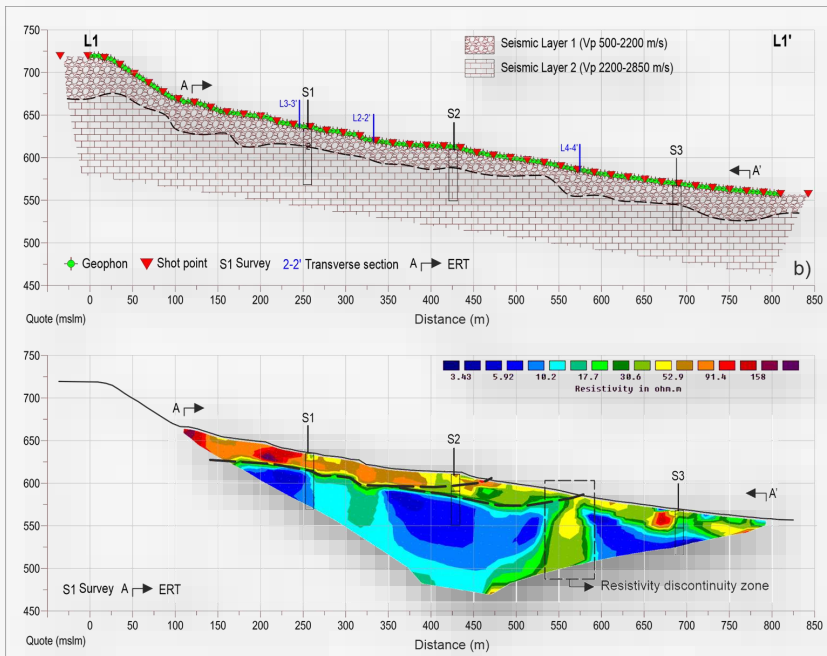 L1
L1'
Seismic Layer 1 (Vp 500-2200 m/s)
Seismic Layer 2 (Vp 2200-2850 m/s)
A
S1
L3-3'
L2-2'
S2
L4-4'
S3
A'
750
700
650
600
550
500
450
Geophon
Shot point
S1 Survey
2-2' Transverse section
A
ERT
b)
0 50 100 150 200 250 300 350 400 450 500 550 600 650 700 750 800 850
Quote (mslm)
Distance (m)
750
700
650
600
550
500
450
3.43 5.92 10.2 17.7 30.6 52.9 91.4 158
Resistivity in ohm.m
A
S1
S2
S3
A'
Resistivity discontinuity zone
S1 Survey
A
ERT
0 50 100 150 200 250 300 350 400 450 500 550 600 650 700 750 800 850
Quote (mslm)
Distance (m)